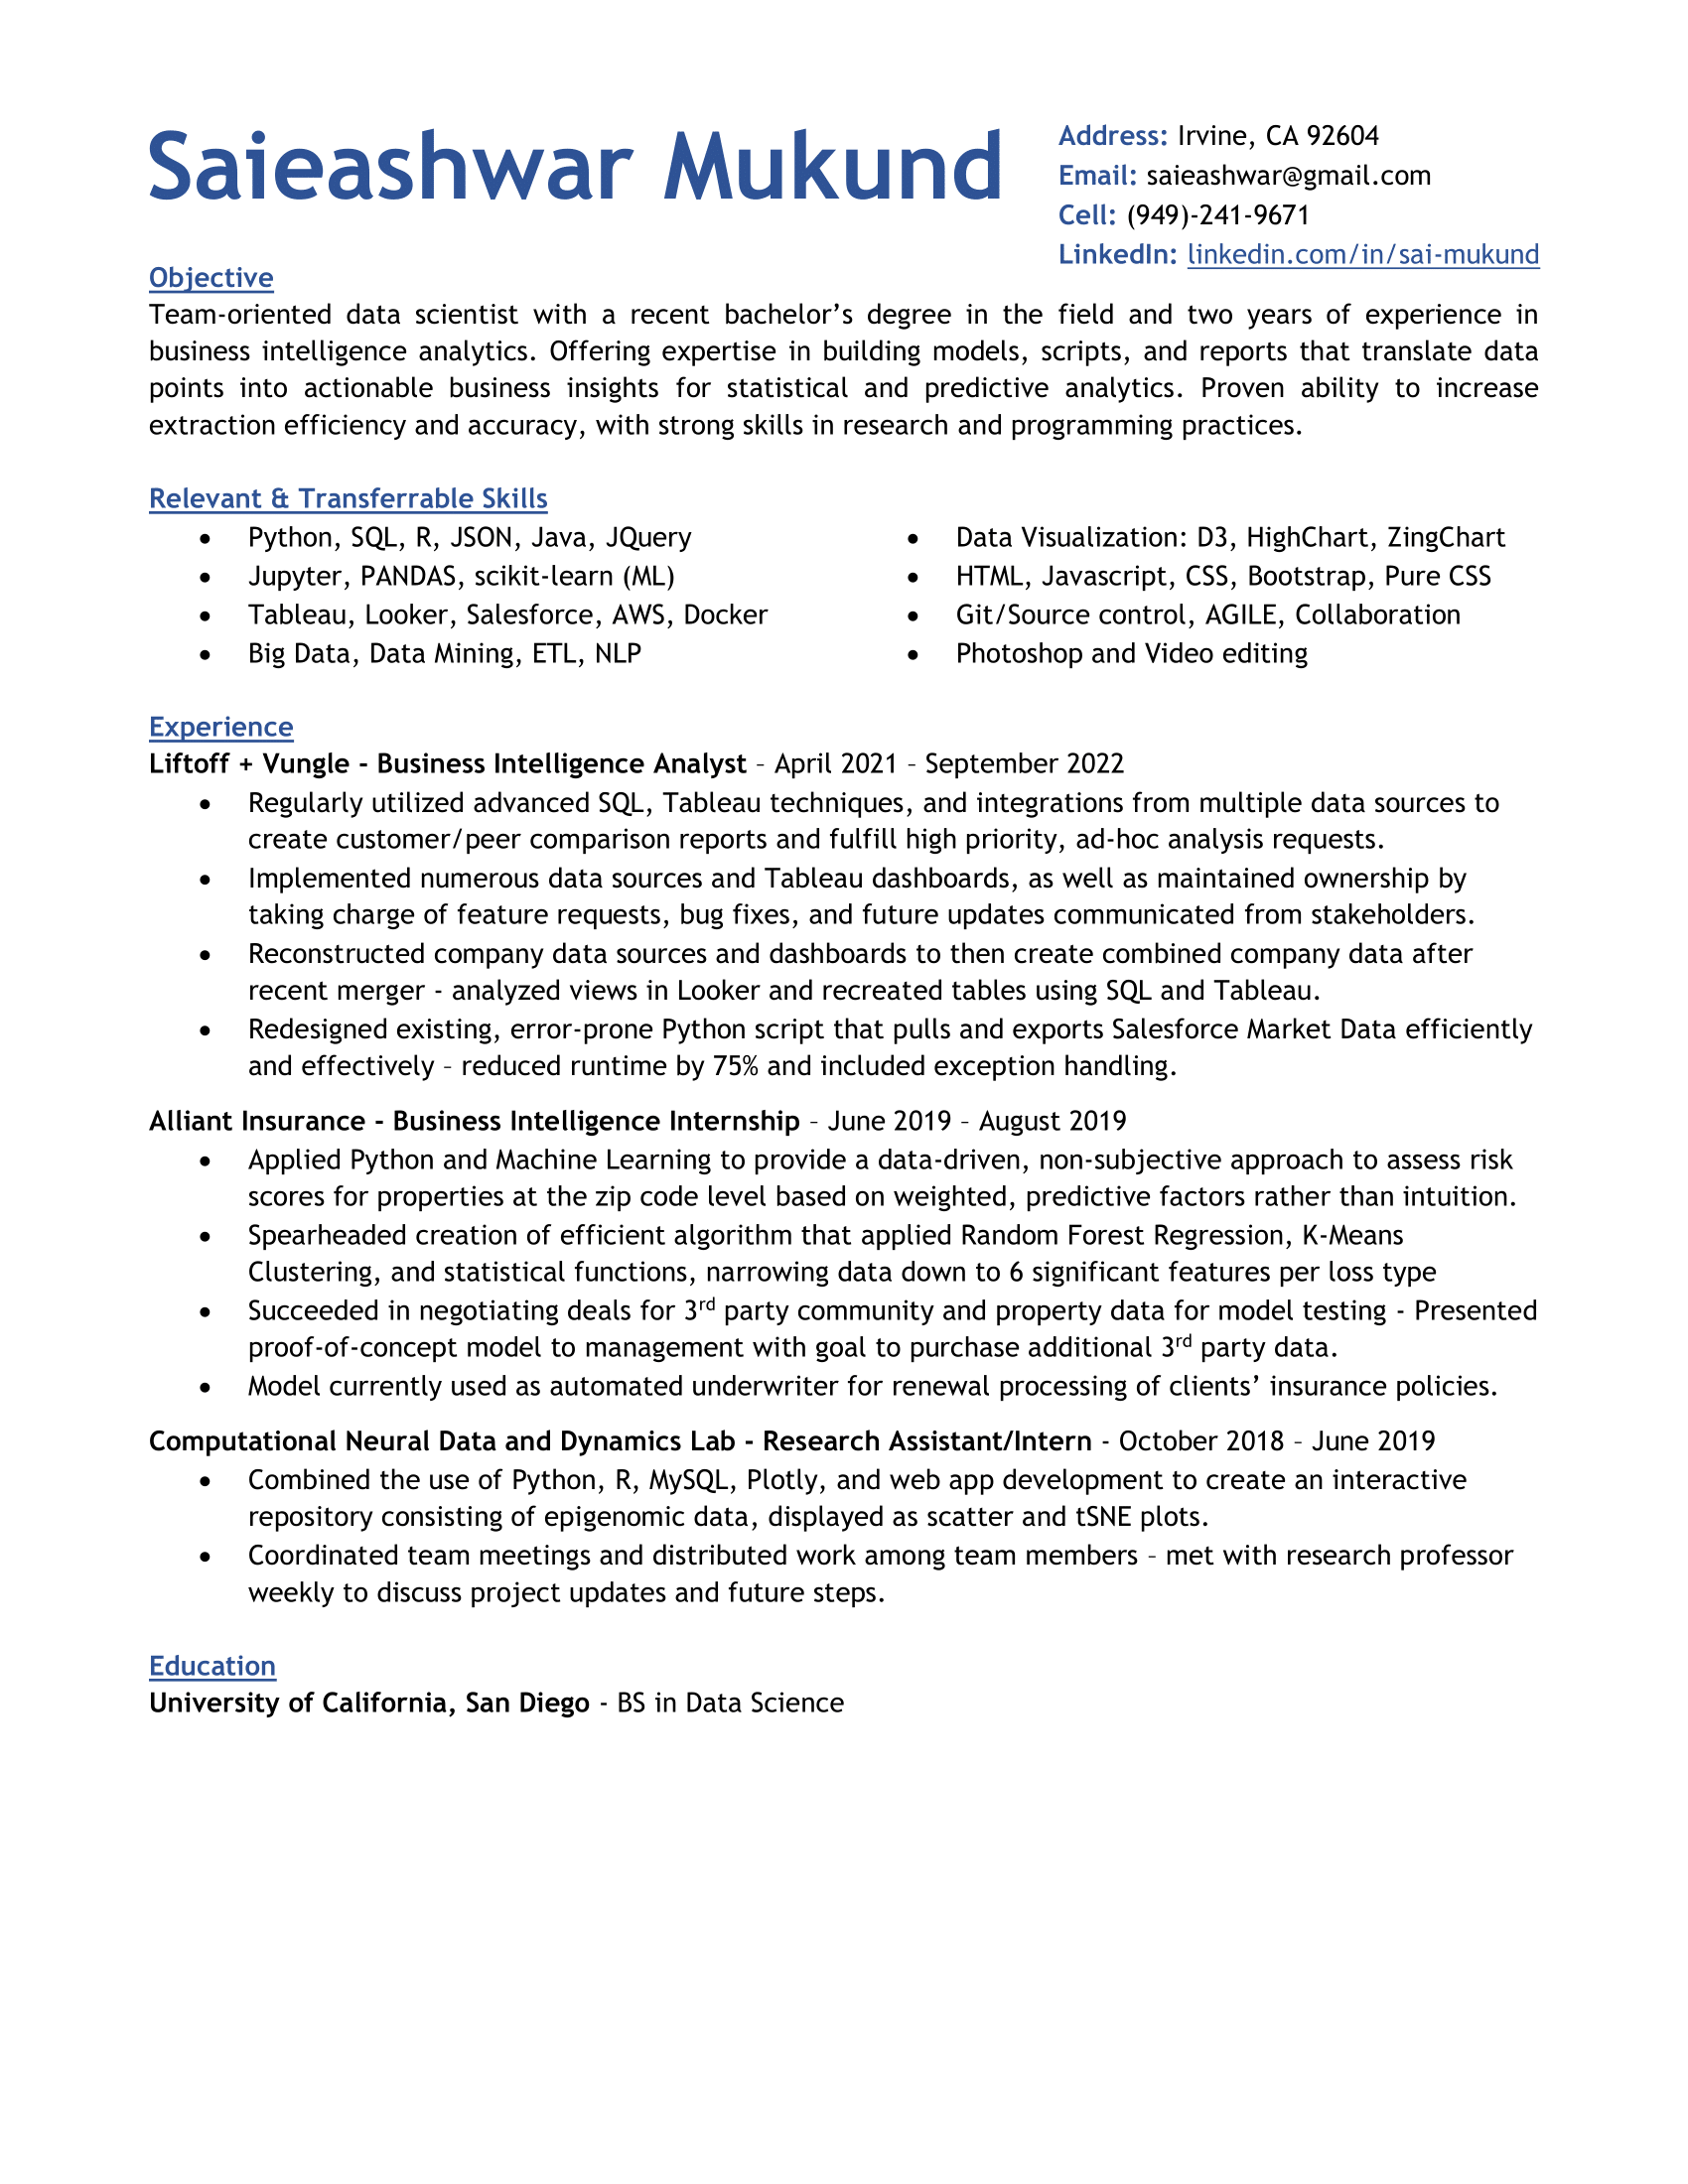 Saieashwar Mukund
Address: Irvine, CA 92604
Email: saieashwar@gmail.com
Cell: (949)-241-9671
LinkedIn: linkedin.com/in/sai-mukund
Objective
Team-oriented data scientist with a recent bachelor’s degree in the field and two years of experience in
business intelligence analytics. Offering expertise in building models, scripts, and reports that translate data
points into actionable business insights for statistical and predictive analytics. Proven ability to increase
extraction efficiency and accuracy, with strong skills in research and programming practices.
Relevant & Transferrable Skills
• Python, SQL, R, JSON, Java, JQuery
• Jupyter, PANDAS, scikit-learn (ML)
• Tableau, Looker, Salesforce, AWS, Docker
• Big Data, Data Mining, ETL, NLP
• Data Visualization: D3, HighChart, ZingChart
• HTML, Javascript, CSS, Bootstrap, Pure CSS
• Git/Source control, AGILE, Collaboration
• Photoshop and Video editing
Experience
Liftoff + Vungle - Business Intelligence Analyst – April 2021 – September 2022
• Regularly utilized advanced SQL, Tableau techniques, and integrations from multiple data sources to
create customer/peer comparison reports and fulfill high priority, ad-hoc analysis requests.
• Implemented numerous data sources and Tableau dashboards, as well as maintained ownership by
taking charge of feature requests, bug fixes, and future updates communicated from stakeholders.
• Reconstructed company data sources and dashboards to then create combined company data after
recent merger - analyzed views in Looker and recreated tables using SQL and Tableau.
• Redesigned existing, error-prone Python script that pulls and exports Salesforce Market Data efficiently
and effectively – reduced runtime by 75% and included exception handling.
Alliant Insurance - Business Intelligence Internship – June 2019 – August 2019
• Applied Python and Machine Learning to provide a data-driven, non-subjective approach to assess risk
scores for properties at the zip code level based on weighted, predictive factors rather than intuition.
• Spearheaded creation of efficient algorithm that applied Random Forest Regression, K-Means
Clustering, and statistical functions, narrowing data down to 6 significant features per loss type
• Succeeded in negotiating deals for 3rd party community and property data for model testing - Presented
proof-of-concept model to management with goal to purchase additional 3rd party data.
• Model currently used as automated underwriter for renewal processing of clients’ insurance policies.
Computational Neural Data and Dynamics Lab - Research Assistant/Intern - October 2018 – June 2019
• Combined the use of Python, R, MySQL, Plotly, and web app development to create an interactive
repository consisting of epigenomic data, displayed as scatter and tSNE plots.
• Coordinated team meetings and distributed work among team members – met with research professor
weekly to discuss project updates and future steps.
Education
University of California, San Diego - BS in Data Science